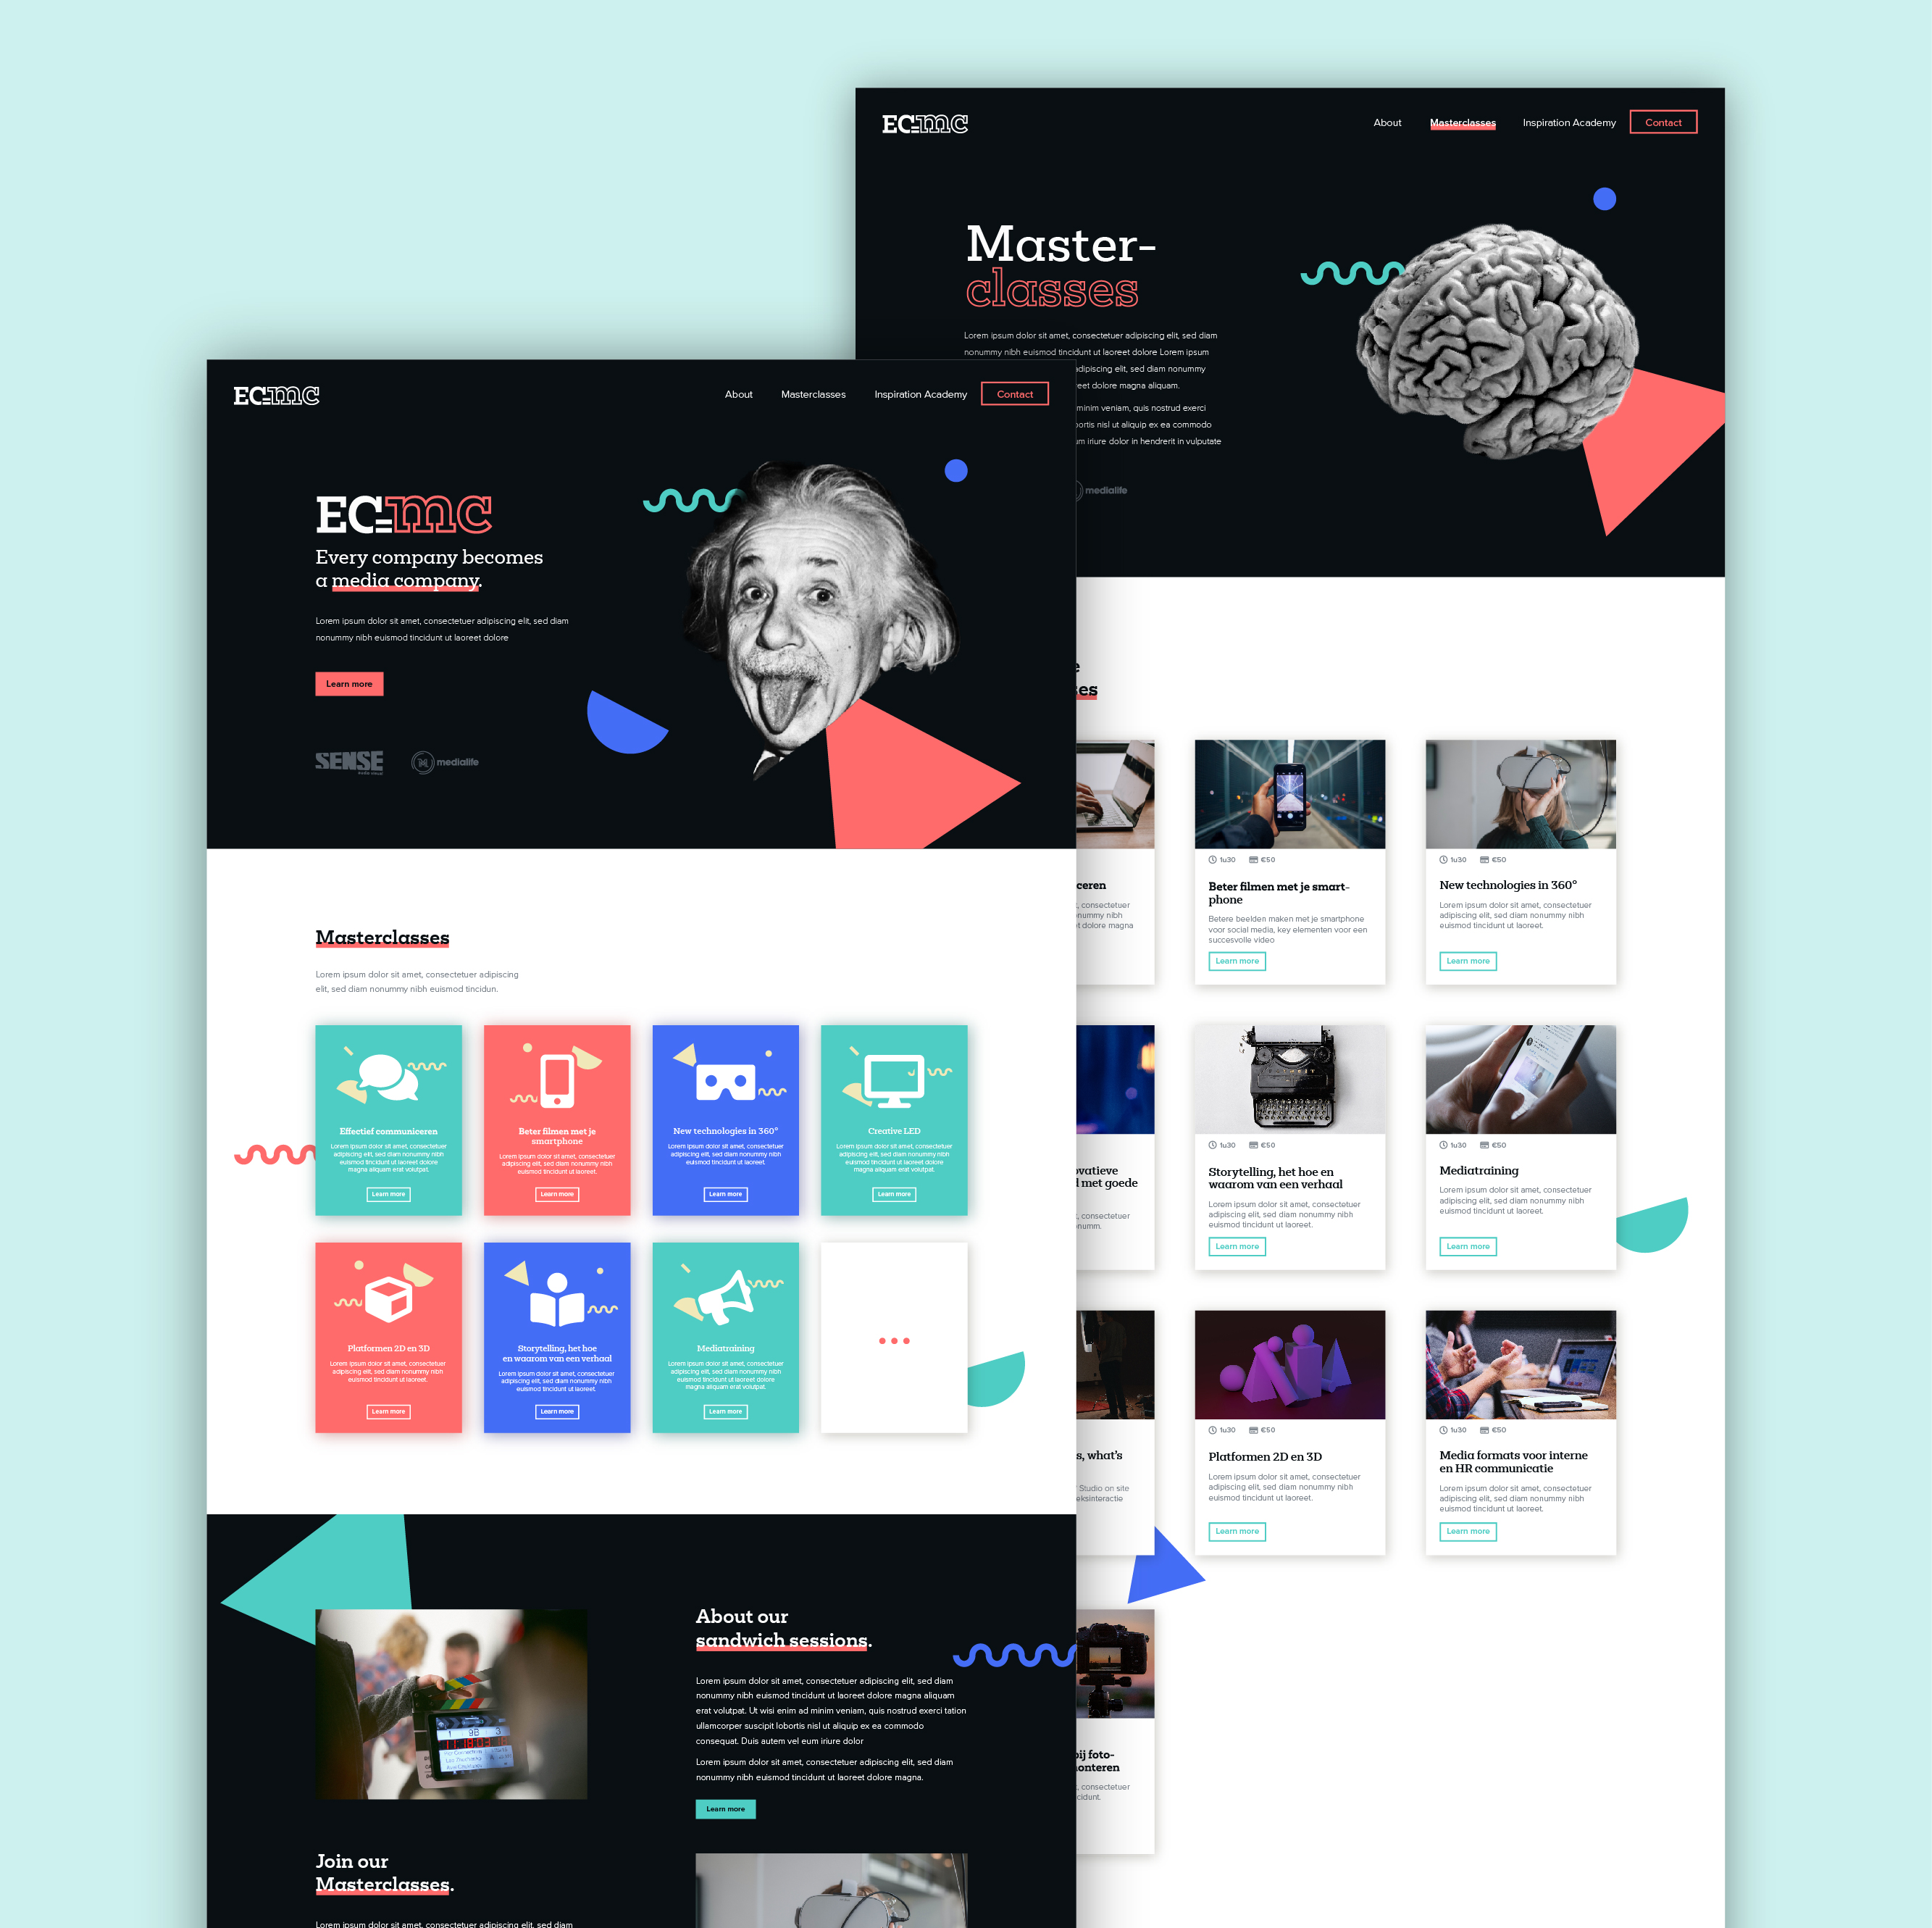 EC=mc
About Masterclasses Inspiration Academy Contact
Master-
classes
Lorem ipsum dolor sit amet, consectetuer adipiscing elit, sed diam
nonummy nibh euismod tincidunt ut laoreet dolore Lorem ipsum
adipiscing elit, sed diam nonummy
reet dolore magna aliquam.
minim veniam, quis nostrud exerci
bortis nisl ut aliquip ex ea commodo
um iriure dolor in hendrerit in vulputate
medialife
es
1u30 €50
1u30 €50
ceren
, consectetuer
nummy nibh
t dolore magna
Beter filmen met je smart-
phone
Betere beelden maken met je smartphone
voor social media, key elementen voor een
succesvolle video
Learn more
New technologies in 360°
Lorem ipsum dolor sit amet, consectetuer
adipiscing elit, sed diam nonummy nibh
euismod tincidunt ut laoreet.
Learn more
ovatieve
l met goede
, consectetuer
numm.
1u30 €50
Storytelling, het hoe en
waarom van een verhaal
Lorem ipsum dolor sit amet, consectetuer
adipiscing elit, sed diam nonummy nibh
euismod tincidunt ut laoreet.
Learn more
1u30 €50
Mediatraining
Lorem ipsum dolor sit amet, consectetuer
adipiscing elit, sed diam nonummy nibh
euismod tincidunt ut laoreet.
Learn more
s, what's
Studio on site
eksinteractie
1u30 €50
Platformen 2D en 3D
Lorem ipsum dolor sit amet, consectetuer
adipiscing elit, sed diam nonummy nibh
euismod tincidunt ut laoreet.
Learn more
1u30 €50
Media formats voor interne
en HR communicatie
Lorem ipsum dolor sit amet, consectetuer
adipiscing elit, sed diam nonummy nibh
euismod tincidunt ut laoreet.
Learn more
bij foto-
onteren
, consectetuer
cidunt.
EC=mc
About Masterclasses Inspiration Academy Contact
EC=mc
Every company becomes
a media company.
Lorem ipsum dolor sit amet, consectetuer adipiscing elit, sed diam
nonummy nibh euismod tincidunt ut laoreet dolore
Learn more
SENSE medialife
Masterclasses
Lorem ipsum dolor sit amet, consectetuer adipiscing
elit, sed diam nonummy nibh euismod tincidun.
Effectief communiceren
Lorem ipsum dolor sit amet, consectetuer
adipiscing elit, sed diam nonummy nibh
euismod tincidunt ut laoreet dolore
magna aliquam erat volutpat.
Learn more
Beter filmen met je
smartphone
Lorem ipsum dolor sit amet, consectetuer
adipiscing elit, sed diam nonummy nibh
euismod tincidunt ut laoreet.
Learn more
New technologies in 360°
Lorem ipsum dolor sit amet, consectetuer
adipiscing elit, sed diam nonummy nibh
euismod tincidunt ut laoreet.
Learn more
Creative LED
Lorem ipsum dolor sit amet, consectetuer
adipiscing elit, sed diam nonummy nibh
euismod tincidunt ut laoreet dolore
magna aliquam erat volutpat.
Learn more
Platformen 2D en 3D
Lorem ipsum dolor sit amet, consectetuer
adipiscing elit, sed diam nonummy nibh
euismod tincidunt ut laoreet.
Learn more
Storytelling, het hoe
en waarom van een verhaal
Lorem ipsum dolor sit amet, consectetuer
adipiscing elit, sed diam nonummy nibh
euismod tincidunt ut laoreet.
Learn more
Mediatraining
Lorem ipsum dolor sit amet, consectetuer
adipiscing elit, sed diam nonummy nibh
euismod tincidunt ut laoreet dolore
magna aliquam erat volutpat.
Learn more
About our
sandwich sessions.
Lorem ipsum dolor sit amet, consectetuer adipiscing elit, sed diam
nonummy nibh euismod tincidunt ut laoreet dolore magna aliquam
erat volutpat. Ut wisi enim ad minim veniam, quis nostrud exerci tation
ullamcorper suscipit lobortis nisl ut aliquip ex ea commodo
consequat. Duis autem vel eum iriure dolor
Lorem ipsum dolor sit amet, consectetuer adipiscing elit, sed diam
nonummy nibh euismod tincidunt ut laoreet dolore magna.
Learn more
Join our
Masterclasses.
Lorem ipsum dolor sit amet, consectetuer adipiscing elit, sed diam